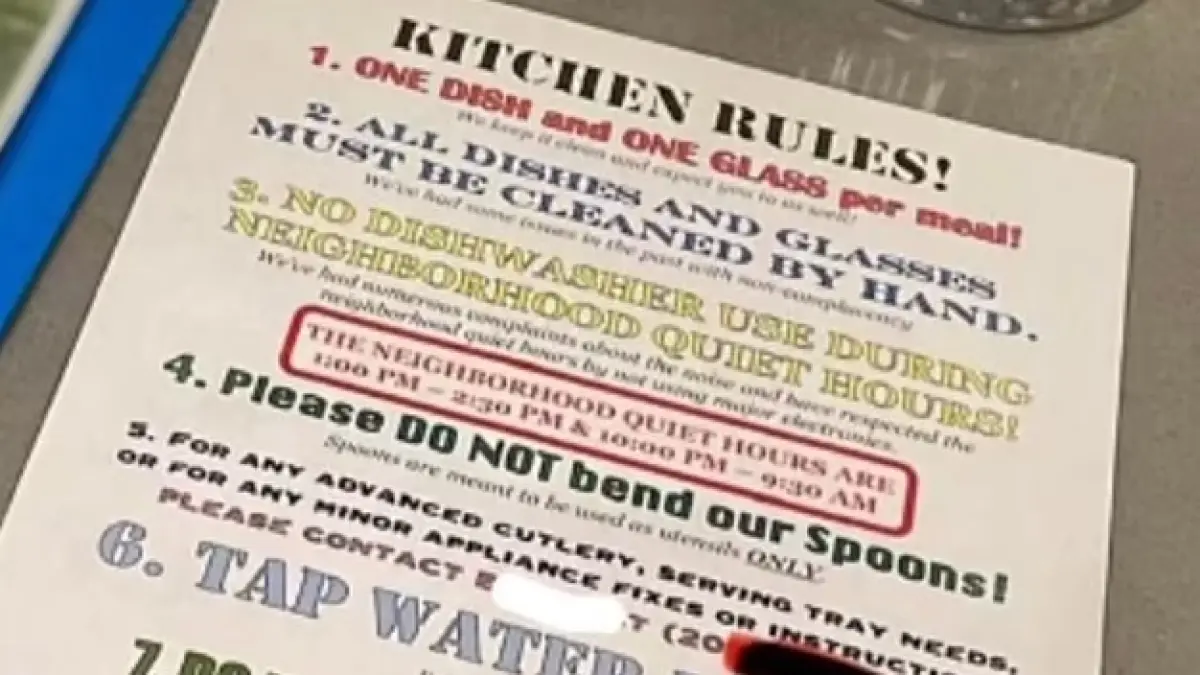 KITCHEN RULES!
1. ONE DISH and ONE GLASS per meal!
We keep it clean and expect you to as well!
2. ALL DISHES AND GLASSES
MUST BE CLEANED BY HAND.
We've had some issues in the past with non-complacency
3. NO DISHWASHER USE DURING
NEIGHBORHOOD QUIET HOURS!
We've had numerous complaints about the noise and have respected the
neighborhood quiet hours by not using major electronics.
THE NEIGHBORHOOD QUIET HOURS ARE
1:00 PM – 2:30 PM & 10:00 PM – 9:30 AM
4. Please DO NOT bend our Spoons!
Spoons are meant to be used as utensils ONLY.
5. FOR ANY ADVANCED CUTLERY, SERVING TRAY NEEDS,
OR FOR ANY MINOR APPLIANCE FIXES OR
PLEASE CONTACT (20
6. TAP WATER
7.